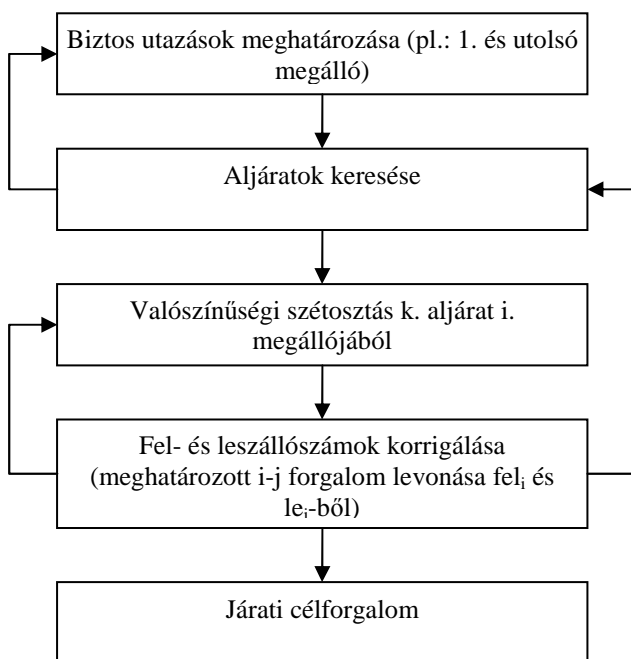 Biztos utazások meghatározása (pl.: 1. és utolsó
megálló)
Aljáratok keresése
Valószínűségi szétosztás k. aljárat i.
megállójából
Fel- és leszállószámok korrigálása
(meghatározott i-j forgalom levonása felᵢ és
leⱼ-ből)
Járati célforgalom